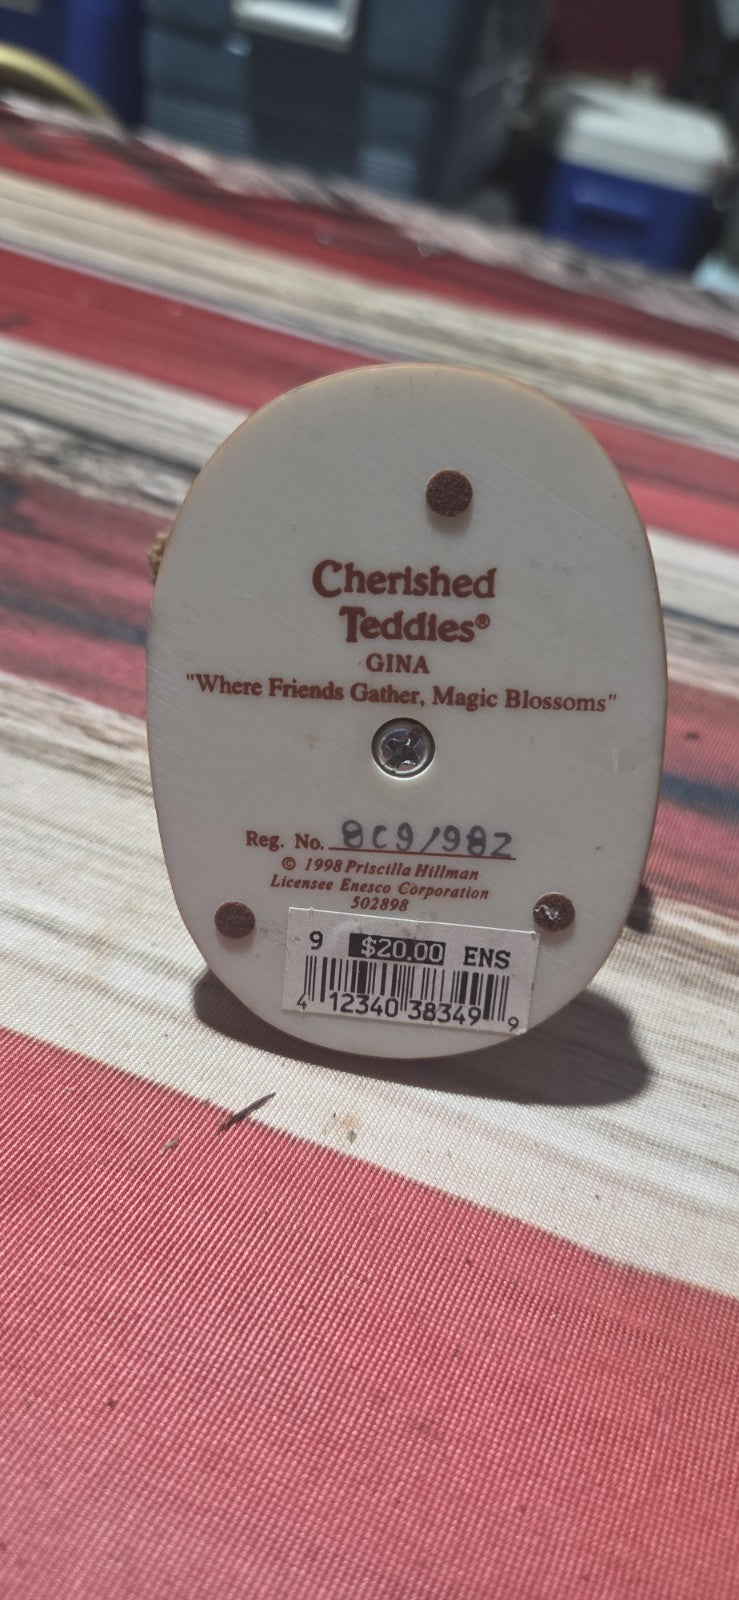 Cherished
Teddies®
GINA
"Where Friends Gather, Magic Blossoms"
Reg. No. 8C9/982
© 1998 Priscilla Hillman
Licensee Enesco Corporation
502898
9 $20.00 ENS
4 12340 38349 9